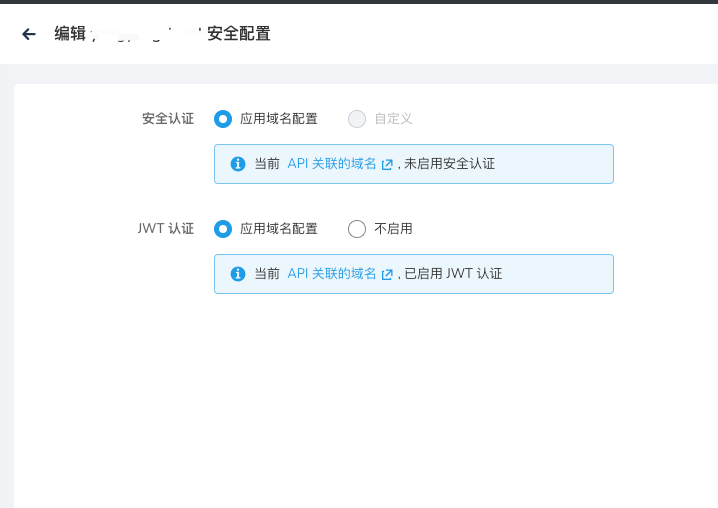 编辑 安全配置
安全认证 应用域名配置 自定义
当前 API 关联的域名 , 未启用安全认证
JWT 认证 应用域名配置 不启用
当前 API 关联的域名 , 已启用 JWT 认证